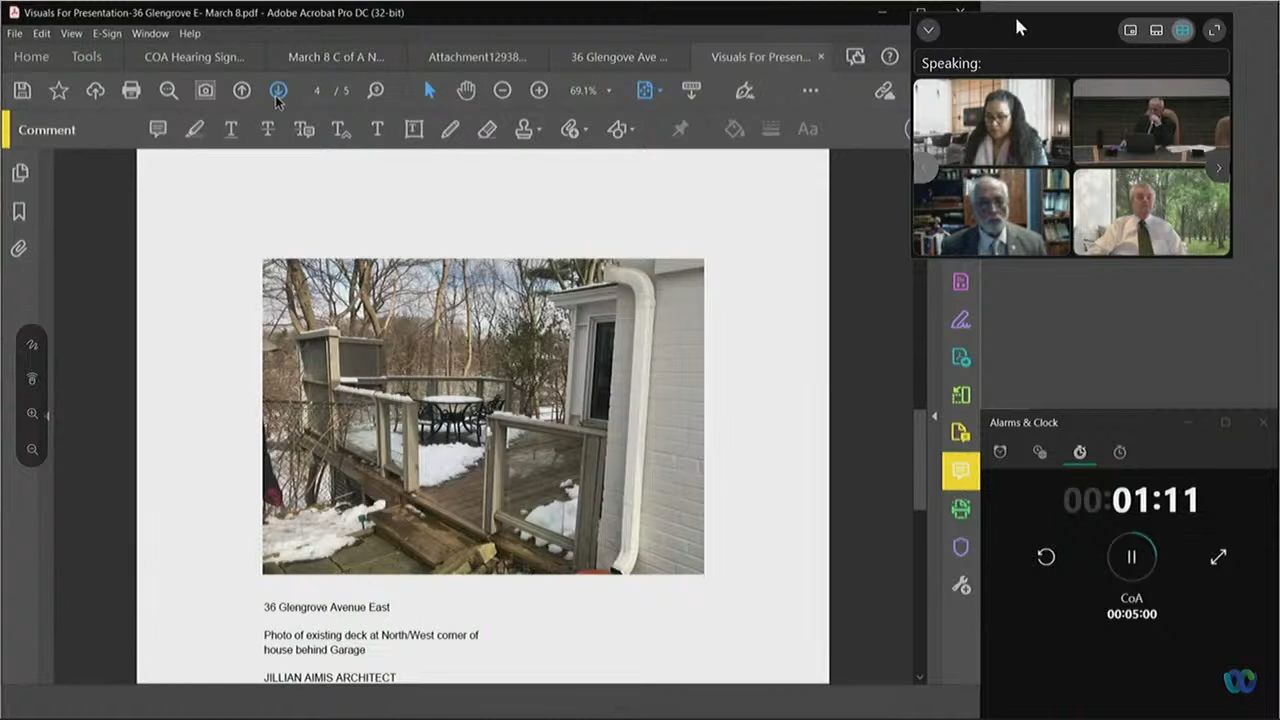 Visuals For Presentation-36 Glengrove E- March 8.pdf - Adobe Acrobat Pro DC (32-bit)
File Edit View E-Sign Window Help
Home Tools COA Hearing Sign... March 8 C of A N... Attachment12938... 36 Glengove Ave ... Visuals For Presen... ×
4 / 5 69.1%
Comment
Aa
Speaking:
36 Glengrove Avenue East
Photo of existing deck at North/West corner of
house behind Garage
JILLIAN AIMIS ARCHITECT
Alarms & Clock
00:01:11
CoA
00:05:00